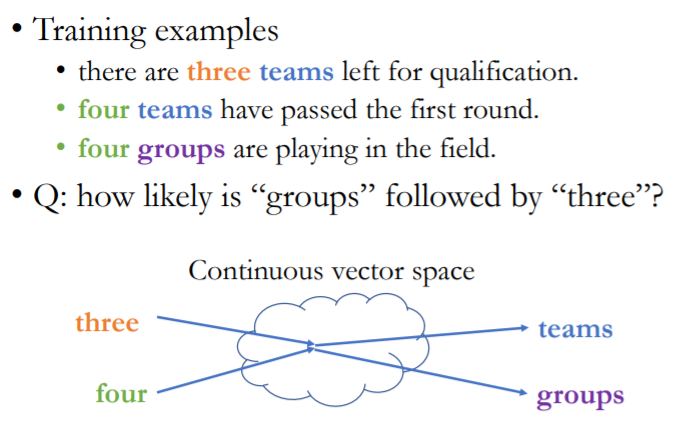 • Training examples
• there are three teams left for qualification.
• four teams have passed the first round.
• four groups are playing in the field.
• Q: how likely is “groups” followed by “three”?
Continuous vector space
three
teams
four
groups